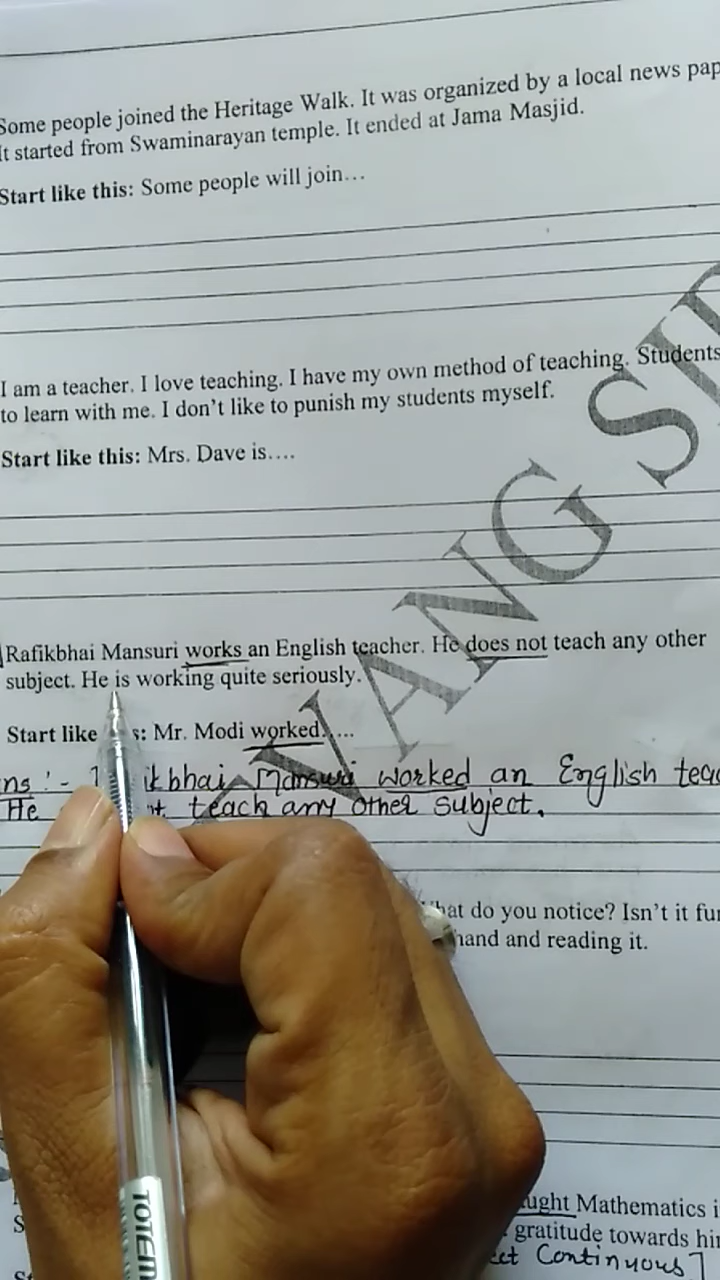 Some people joined the Heritage Walk. It was organized by a local news pap
It started from Swaminarayan temple. It ended at Jama Masjid.
Start like this: Some people will join…
I am a teacher. I love teaching. I have my own method of teaching. Students
to learn with me. I don't like to punish my students myself.
Start like this: Mrs. Dave is….
Rafikbhai Mansuri works an English teacher. He does not teach any other
subject. He is working quite seriously.
Start like s: Mr. Modi worked…..
ns :- ikbhai Mansuri worked an English teac
He t teach any other subject.
hat do you notice? Isn't it fu
hand and reading it.
ught Mathematics i
gratitude towards hi
ct Continuous]
VANG SI
TOTEM